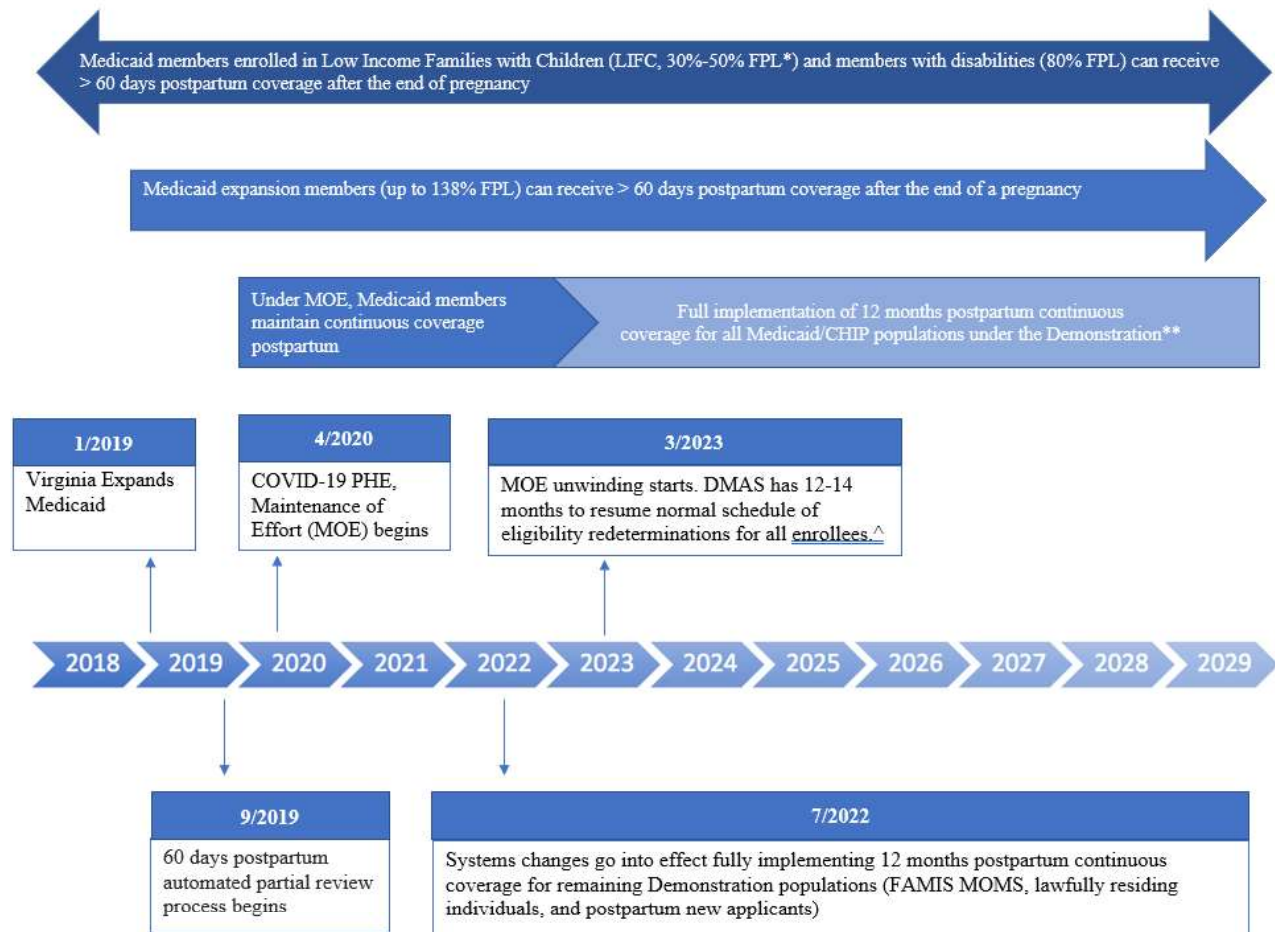 Medicaid members enrolled in Low Income Families with Children (LIFC, 30%-50% FPL*) and members with disabilities (80% FPL) can receive
> 60 days postpartum coverage after the end of pregnancy
Medicaid expansion members (up to 138% FPL) can receive > 60 days postpartum coverage after the end of a pregnancy
Under MOE, Medicaid members
maintain continuous coverage
postpartum
Full implementation of 12 months postpartum continuous
coverage for all Medicaid/CHIP populations under the Demonstration**
1/2019
Virginia Expands
Medicaid
4/2020
COVID-19 PHE,
Maintenance of
Effort (MOE) begins
3/2023
MOE unwinding starts. DMAS has 12-14
months to resume normal schedule of
eligibility redeterminations for all enrollees.^
2018 2019 2020 2021 2022 2023 2024 2025 2026 2027 2028 2029
9/2019
60 days postpartum
automated partial review
process begins
7/2022
Systems changes go into effect fully implementing 12 months postpartum continuous
coverage for remaining Demonstration populations (FAMIS MOMS, lawfully residing
individuals, and postpartum new applicants)